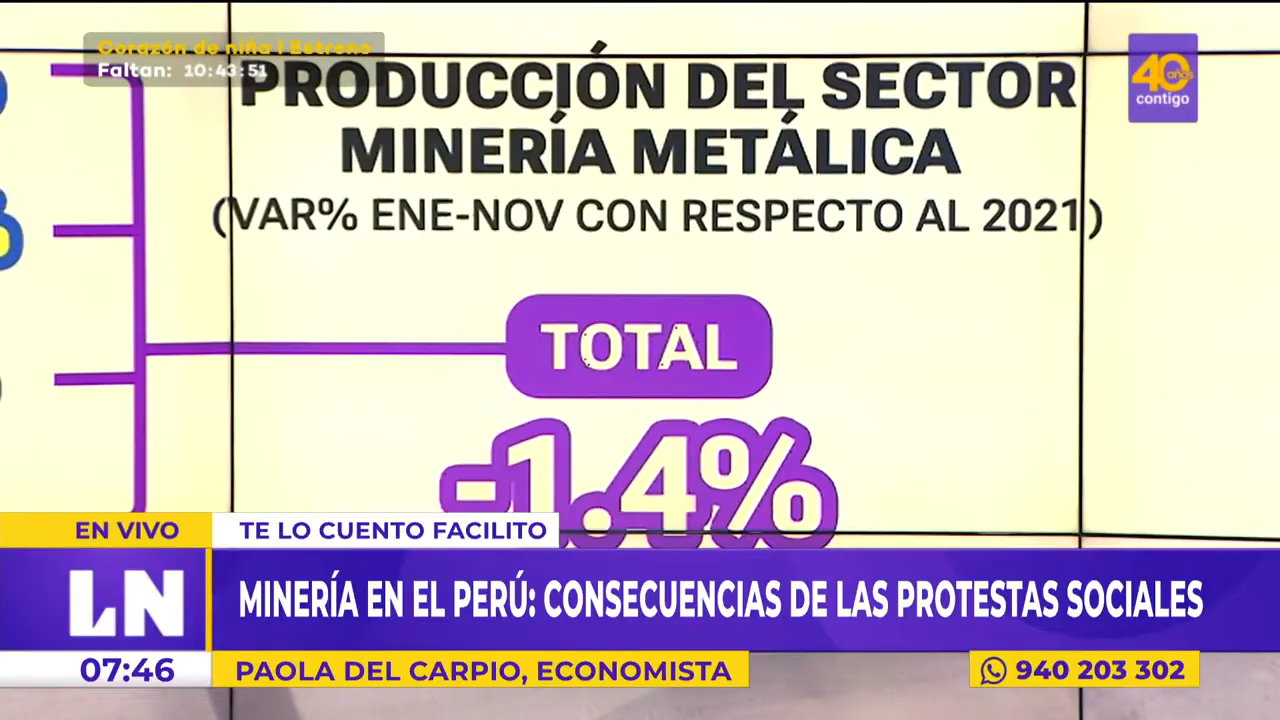 Corazón de niña | Estreno
Faltan: 10:43:51
40 años
contigo
PRODUCCIÓN DEL SECTOR
MINERÍA METÁLICA
(VAR% ENE-NOV CON RESPECTO AL 2021)
TOTAL
-1.4%
EN VIVO
TE LO CUENTO FACILITO
LN
MINERÍA EN EL PERÚ: CONSECUENCIAS DE LAS PROTESTAS SOCIALES
07:46
PAOLA DEL CARPIO, ECONOMISTA
940 203 302